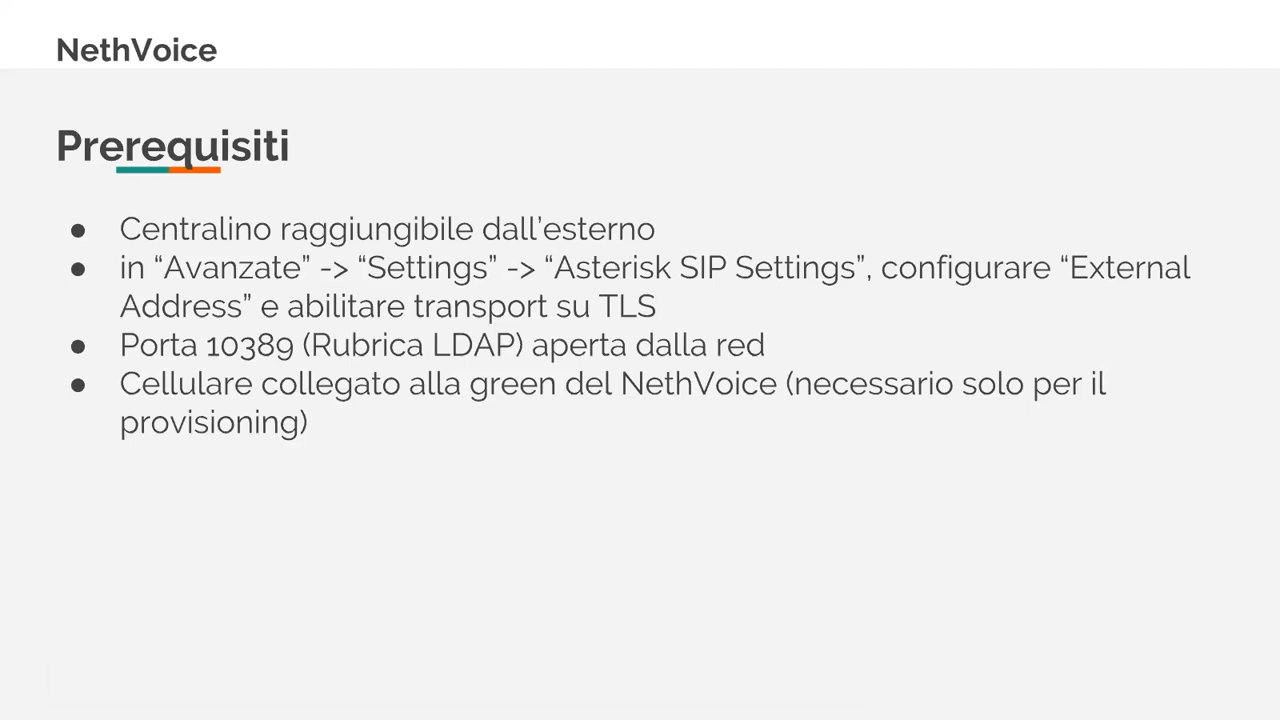 NethVoice
Prerequisiti
● Centralino raggiungibile dall’esterno
● in “Avanzate” -> “Settings” -> “Asterisk SIP Settings”, configurare “External
Address” e abilitare transport su TLS
● Porta 10389 (Rubrica LDAP) aperta dalla red
● Cellulare collegato alla green del NethVoice (necessario solo per il
provisioning)